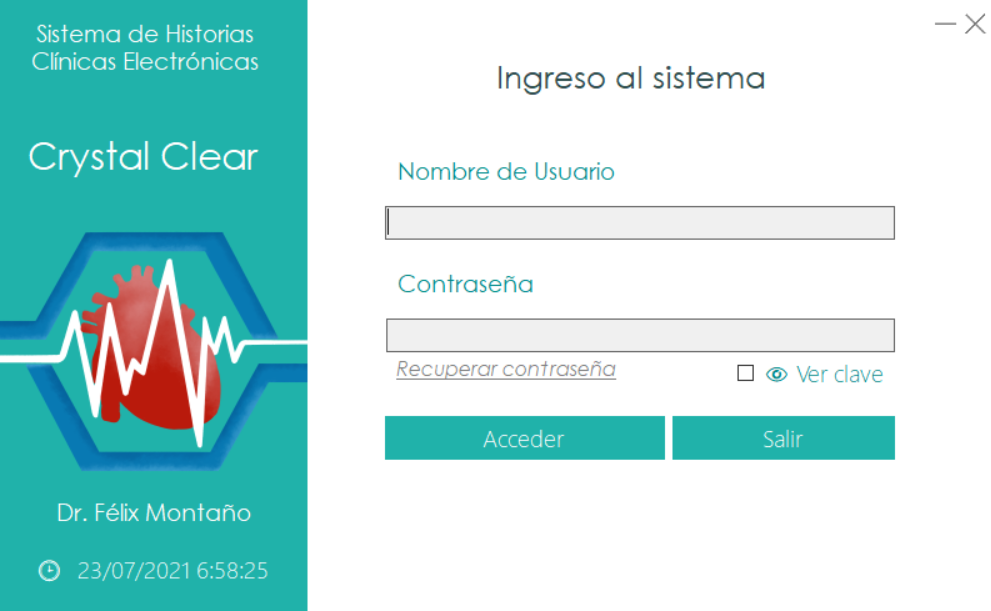 Sistema de Historias
Clínicas Electrónicas
Crystal Clear
Dr. Félix Montaño
23/07/2021 6:58:25
Ingreso al sistema
Nombre de Usuario
Contraseña
Recuperar contraseña
Ver clave
Acceder
Salir